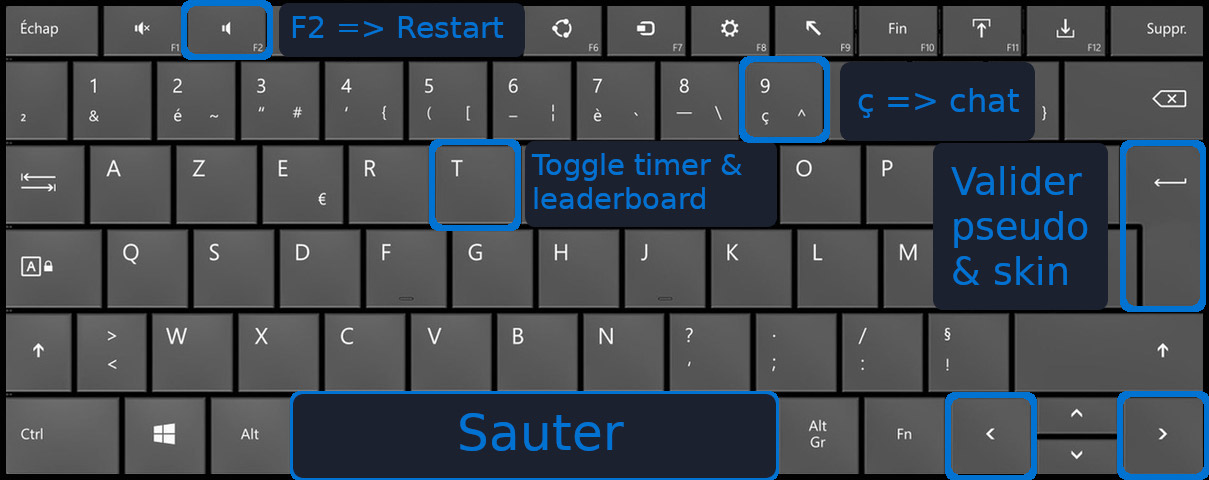 Échap F1 F2 F2 => Restart F6 F7 F8 F9 Fin F10 F11 F12 Suppr.
² 1 & 2 é ~ 3 “ # 4 ‘ { 5 ( [ 6 – ¦ 7 è ` 8 — \ 9 ç ^ ç => chat }
A Z E € R T Toggle timer &
leaderboard O P
Valider
pseudo
& skin
A Q S D F G H J K L M
> < W X C V B N ? , . ; / : § !
Ctrl Alt Sauter Alt
Gr Fn